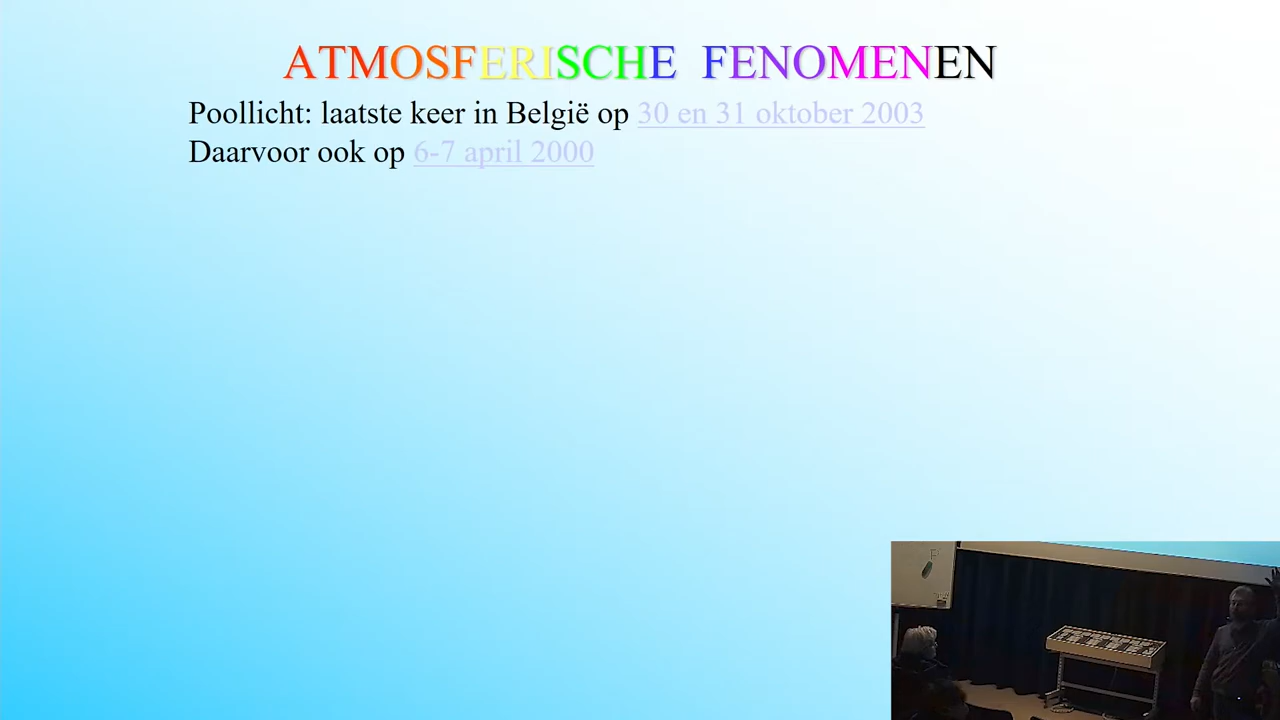 ATMOSFERISCHE FENOMENEN
Poollicht: laatste keer in België op 30 en 31 oktober 2003
Daarvoor ook op 6-7 april 2000